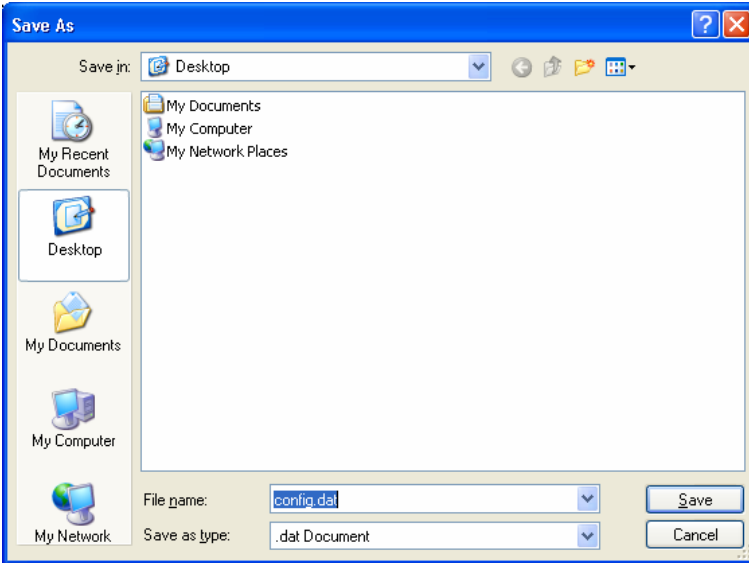 Save As
Save in:
Desktop
My Recent
Documents
Desktop
My Documents
My Computer
My Network
My Documents
My Computer
My Network Places
File name:
config.dat
Save
Save as type:
.dat Document
Cancel